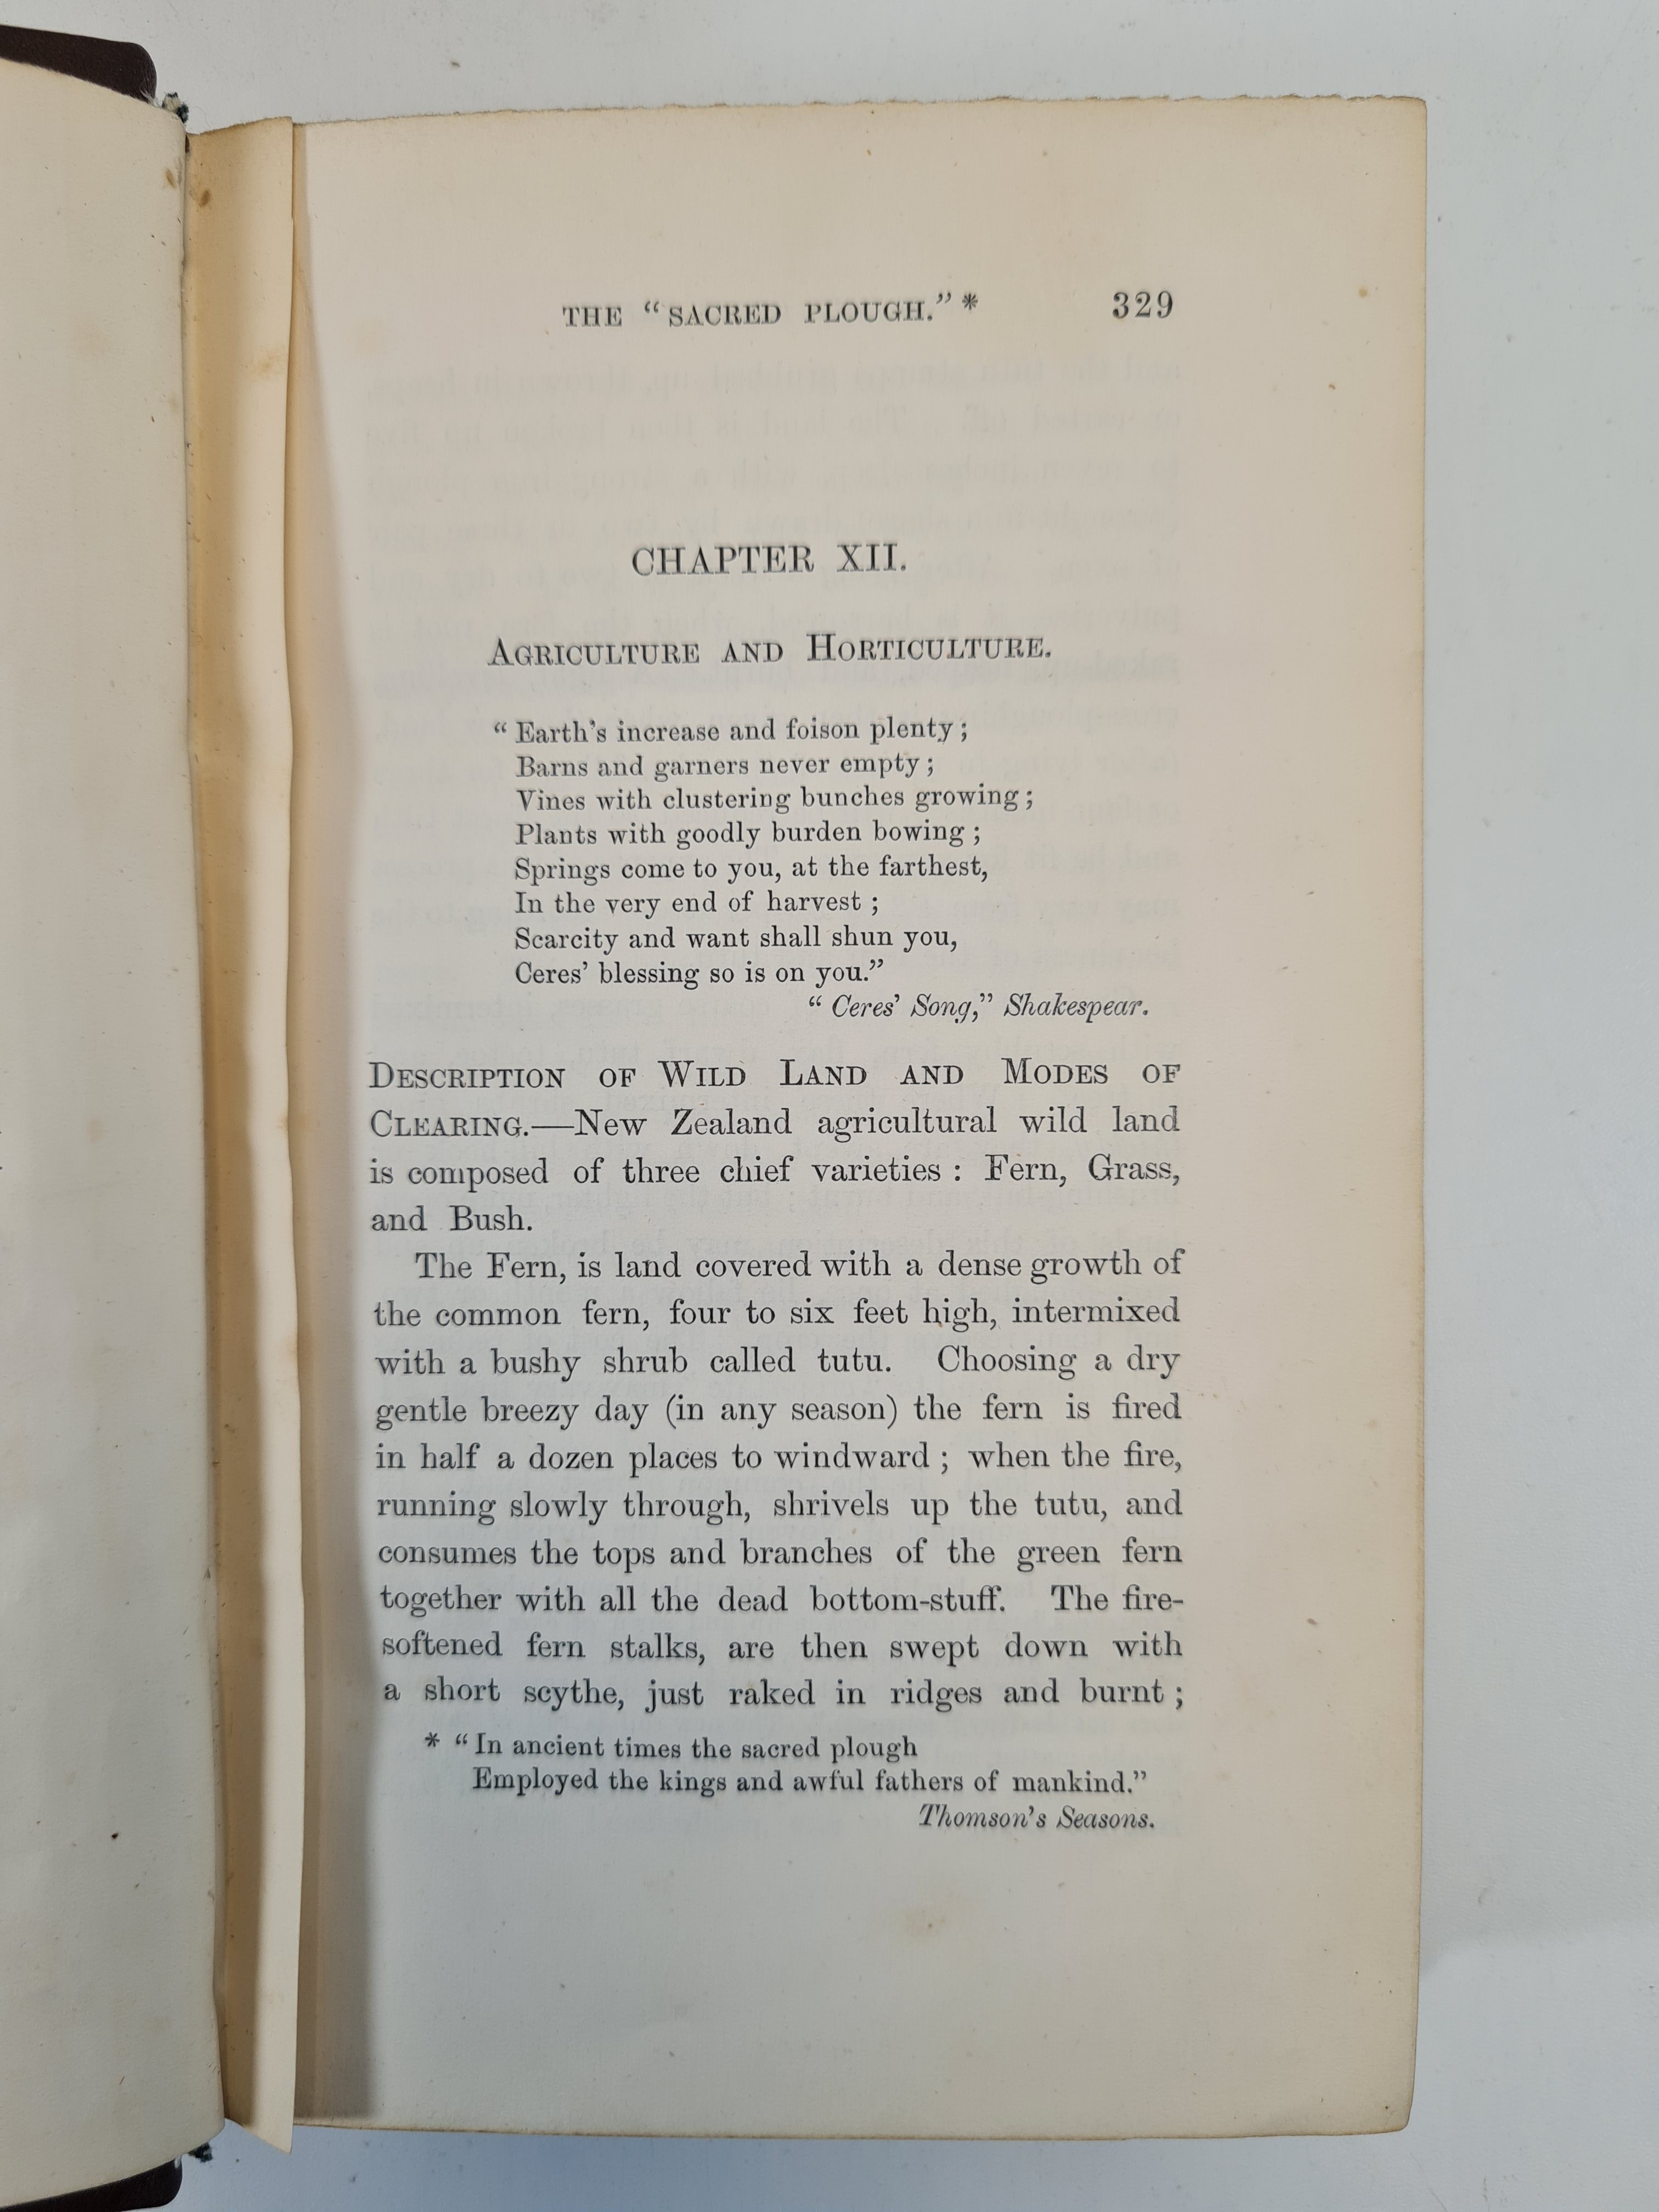 THE "SACRED PLOUGH." * 329
CHAPTER XII.
AGRICULTURE AND HORTICULTURE.
" Earth's increase and foison plenty ;
Barns and garners never empty ;
Vines with clustering bunches growing ;
Plants with goodly burden bowing ;
Springs come to you, at the farthest,
In the very end of harvest ;
Scarcity and want shall shun you,
Ceres' blessing so is on you."
" Ceres' Song," Shakespear.
DESCRIPTION OF WILD LAND AND MODES OF
CLEARING.—New Zealand agricultural wild land
is composed of three chief varieties : Fern, Grass,
and Bush.
The Fern, is land covered with a dense growth of
the common fern, four to six feet high, intermixed
with a bushy shrub called tutu. Choosing a dry
gentle breezy day (in any season) the fern is fired
in half a dozen places to windward ; when the fire,
running slowly through, shrivels up the tutu, and
consumes the tops and branches of the green fern
together with all the dead bottom-stuff. The fire-
softened fern stalks, are then swept down with
a short scythe, just raked in ridges and burnt ;
* " In ancient times the sacred plough
Employed the kings and awful fathers of mankind."
Thomson's Seasons.